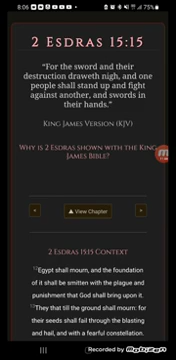 8:06
75%
2 Esdras 15:15
“For the sword and their
destruction draweth nigh, and one
people shall stand up and fight
against another, and swords in
their hands.”
King James Version (KJV)
Why is 2 Esdras shown with the King
James Bible?
View Chapter
2 Esdras 15:15 Context
12Egypt shall mourn, and the foundation
of it shall be smitten with the plague and
punishment that God shall bring upon it.
13They that till the ground shall mourn: for
their seeds shall fail through the blasting
and hail, and with a fearful constellation.
Recorded by Mobizen